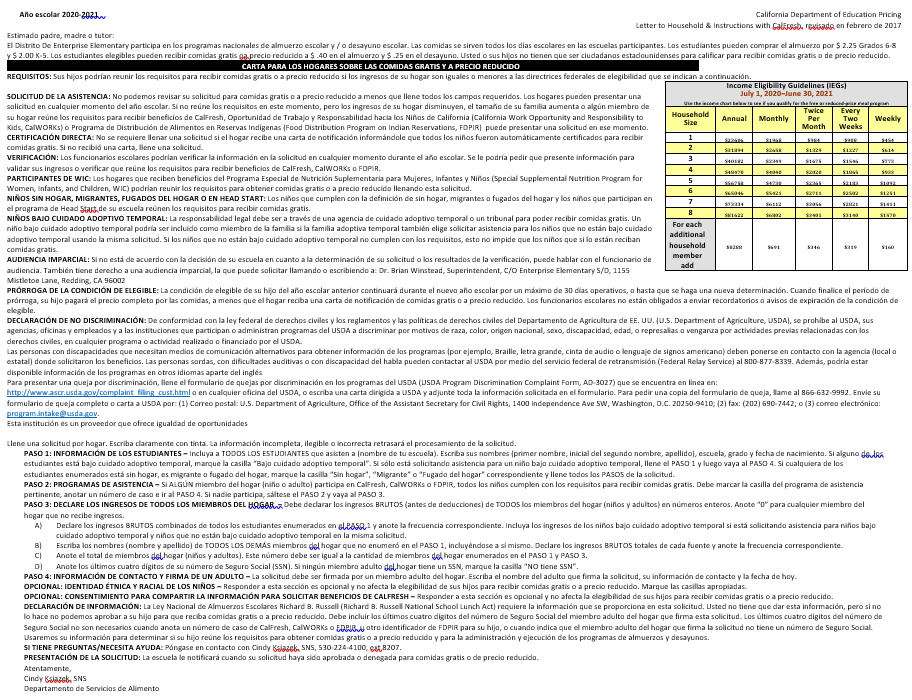 Año escolar 2020-2021
California Department of Education Pricing
Letter to Household & Instructions with CalFresh, revisado en febrero de 2017
Estimado padre, madre o tutor:
El Distrito De Enterprise Elementary participa en los programas nacionales de almuerzo escolar y / o desayuno escolar. Las comidas se sirven todos los días escolares en las escuelas participantes. Los estudiantes pueden comprar el almuerzo por $ 2.25 Grados 6-8
y $ 2.00 K-5. Los estudiantes elegibles pueden recibir comidas gratis oa precio reducido a $ .40 en el almuerzo y $ .25 en el desayuno. Usted o sus hijos no tienen que ser ciudadanos estadounidenses para calificar para recibir comidas gratis o de precio reducido.
CARTA PARA LOS HOGARES SOBRE LAS COMIDAS GRATIS Y A PRECIO REDUCIDO
REQUISITOS: Sus hijos podrían reunir los requisitos para recibir comidas gratis o a precio reducido si los ingresos de su hogar son iguales o menores a las directrices federales de elegibilidad que se indican a continuación.
SOLICITUD DE LA ASISTENCIA: No podemos revisar su solicitud para comidas gratis o a precio reducido a menos que llene todos los campos requeridos. Los hogares pueden presentar una
solicitud en cualquier momento del año escolar. Si no reúne los requisitos en este momento, pero los ingresos de su hogar disminuyen, el tamaño de su familia aumenta o algún miembro de
su hogar reúne los requisitos para recibir beneficios de CalFresh, Oportunidad de Trabajo y Responsabilidad hacia los Niños de California (California Work Opportunity and Responsibility to
Kids, CalWorks) o Programa de Distribución de Alimentos en Reservas Indígenas (Food Distribution Program on Indian Reservations, FDPIR) puede presentar una solicitud en ese momento.
CERTIFICACIÓN DIRECTA: No se requiere llenar una solicitud si el hogar recibe una carta de notificación informándole que todos los niños fueron automáticamente certificados para recibir
comidas gratis. Si no recibió una carta, llene una solicitud.
VERIFICACIÓN: Los funcionarios escolares podrían verificar la información en la solicitud en cualquier momento durante el año escolar. Se le podría pedir que presente información para
validar sus ingresos o verificar que reúne los requisitos para recibir beneficios de CalFresh, CalWORKs o FDPIR.
PARTICIPANTES DE WIC: Los hogares que reciben beneficios del Programa Especial de Nutrición Suplementaria para Mujeres, Infantes y Niños (Special Supplemental Nutrition Program for
Women, Infants, and Children, WIC) podrían reunir los requisitos para obtener comidas gratis o a precio reducido llenando esta solicitud.
NIÑOS SIN HOGAR, MIGRANTES, FUGADOS DEL HOGAR O EN HEAD START: Los niños que cumplen con la definición de sin hogar, migrantes o fugados del hogar y los niños que participan en
el programa de Head Start de su escuela reúnen los requisitos para recibir comidas gratis.
NIÑOS BAJO CUIDADO ADOPTIVO TEMPORAL: La responsabilidad legal debe ser a través de una agencia de cuidado adoptivo temporal o un tribunal para poder recibir comidas gratis. Un
niño bajo cuidado adoptivo temporal podría ser incluido como miembro de la familia si la familia adoptiva temporal también elige solicitar asistencia para los niños que no están bajo cuidado
adoptivo temporal usando la misma solicitud. Si los niños que no están bajo cuidado adoptivo temporal no cumplen con los requisitos, esto no impide que los niños que sí lo están reciban
comidas gratis.
AUDIENCIA IMPARCIAL: Si no está de acuerdo con la decisión de su escuela en cuanto a la determinación de su solicitud o los resultados de la verificación, puede hablar con el funcionario de
audiencia. También tiene derecho a una audiencia imparcial, la que puede solicitar llamando o escribiendo a: Dr. Brian Winstead, Superintendent, C/O Enterprise Elementary S/D, 1155
Mistletoe Lane, Redding, CA 96002
Income Eligibility Guidelines (IEGs)
July 1, 2020–June 30, 2021
Use the income chart below to see if you qualify for the free or reduced-price meal program
Household Size Annual Monthly Twice Per Month Every Two Weeks Weekly
1 $23606 $1968 $984 $908 $454
2 $31894 $2658 $1329 $1227 $614
3 $40182 $3349 $1675 $1546 $773
4 $48470 $4040 $2020 $1865 $933
5 $56758 $4730 $2365 $2183 $1092
6 $65046 $5421 $2711 $2502 $1251
7 $73334 $6112 $3056 $2821 $1411
8 $81622 $6802 $3401 $3140 $1570
For each additional household member add $8288 $691 $346 $319 $160
PRÓRROGA DE LA CONDICIÓN DE ELEGIBLE: La condición de elegible de su hijo del año escolar anterior continuará durante el nuevo año escolar por un máximo de 30 días operativos, o hasta que se haga una nueva determinación. Cuando finalice el período de
prórroga, su hijo pagará el precio completo por las comidas, a menos que el hogar reciba una carta de notificación de comidas gratis o a precio reducido. Los funcionarios escolares no están obligados a enviar recordatorios o avisos de expiración de la condición de
elegible.
DECLARACIÓN DE NO DISCRIMINACIÓN: De conformidad con la ley federal de derechos civiles y los reglamentos y las políticas de derechos civiles del Departamento de Agricultura de EE. UU. (U.S. Department of Agriculture, USDA), se prohíbe al USDA, sus
agencias, oficinas y empleados y a las instituciones que participan o administran programas del USDA a discriminar por motivos de raza, color, origen nacional, sexo, discapacidad, edad, o represalias o venganza por actividades previas relacionadas con los
derechos civiles, en cualquier programa o actividad realizado o financiado por el USDA.
Las personas con discapacidades que necesitan medios de comunicación alternativos para obtener información de los programas (por ejemplo, Braille, letra grande, cinta de audio o lenguaje de signos americano) deben ponerse en contacto con la agencia (local o
estatal) donde solicitaron los beneficios. Las personas sordas, con dificultades auditivas o con discapacidad del habla pueden contactar al USDA por medio del servicio federal de retransmisión (Federal Relay Service) al 800-877-8339. Además, podría estar
disponible información de los programas en otros idiomas aparte del inglés
Para presentar una queja por discriminación, llene el formulario de quejas por discriminación en los programas del USDA (USDA Program Discrimination Complaint Form, AD-3027) que se encuentra en línea en:
http://www.ascr.usda.gov/complaint_filing_cust.html o en cualquier oficina del USDA, o escriba una carta dirigida a USDA y adjunte toda la información solicitada en el formulario. Para pedir una copia del formulario de queja, llame al 866-632-9992. Envíe su
formulario de queja completo o carta a USDA por: (1) Correo postal: U.S. Department of Agriculture, Office of the Assistant Secretary for Civil Rights, 1400 Independence Ave SW, Washington, D.C. 20250-9410; (2) fax: (202) 690-7442; o (3) correo electrónico:
program.intake@usda.gov.
Esta institución es un proveedor que ofrece igualdad de oportunidades
Llene una solicitud por hogar. Escriba claramente con tinta. La información incompleta, ilegible o incorrecta retrasará el procesamiento de la solicitud.
PASO 1: INFORMACIÓN DE LOS ESTUDIANTES – Incluya a TODOS LOS ESTUDIANTES que asisten a (nombre de tu escuela). Escriba sus nombres (primer nombre, inicial del segundo nombre, apellido), escuela, grado y fecha de nacimiento. Si alguno de los
estudiantes está bajo cuidado adoptivo temporal, marque la casilla “Bajo cuidado adoptivo temporal”. Si sólo está solicitando asistencia para un niño bajo cuidado adoptivo temporal, llene el PASO 1 y luego vaya al PASO 4. Si cualquiera de los
estudiantes enumerados está sin hogar, es migrante o fugado del hogar, marque la casilla “Sin hogar”, “Migrante” o “Fugado del hogar” correspondiente y llene todos los PASOS de la solicitud.
PASO 2: PROGRAMAS DE ASISTENCIA – Si ALGÚN miembro del hogar (niño o adulto) participa en CalFresh, CalWORKs o FDPIR, todos los niños cumplen con los requisitos para recibir comidas gratis. Debe marcar la casilla del programa de asistencia
pertinente, anotar un número de caso e ir al PASO 4. Si nadie participa, sáltese el PASO 2 y vaya al PASO 3.
PASO 3: DECLARE LOS INGRESOS DE TODOS LOS MIEMBROS DEL HOGAR – Debe declarar los ingresos BRUTOS (antes de deducciones) de TODOS los miembros del hogar (niños y adultos) en números enteros. Anote “0” para cualquier miembro del
hogar que no recibe ingresos.
A) Declare los ingresos BRUTOS combinados de todos los estudiantes enumerados en el PASO 1 y anote la frecuencia correspondiente. Incluya los ingresos de los niños bajo cuidado adoptivo temporal si está solicitando asistencia para niños bajo
cuidado adoptivo temporal y niños que no están bajo cuidado adoptivo temporal en la misma solicitud.
B) Escriba los nombres (nombre y apellido) de TODOS LOS DEMÁS miembros del hogar que no enumeró en el PASO 1, incluyéndose a sí mismo. Declare los ingresos BRUTOS totales de cada fuente y anote la frecuencia correspondiente.
C) Anote el total de miembros del hogar (niños y adultos). Este número debe ser igual a la cantidad de miembros del hogar enumerados en el PASO 1 y PASO 3.
D) Anote los últimos cuatro dígitos de su número de Seguro Social (SSN). Si ningún miembro adulto del hogar tiene un SSN, marque la casilla “NO tiene SSN”.
PASO 4: INFORMACIÓN DE CONTACTO Y FIRMA DE UN ADULTO – La solicitud debe ser firmada por un miembro adulto del hogar. Escriba el nombre del adulto que firma la solicitud, su información de contacto y la fecha de hoy.
OPCIONAL: IDENTIDAD ÉTNICA Y RACIAL DE LOS NIÑOS – Responder a esta sección es opcional y no afecta la elegibilidad de sus hijos para recibir comidas gratis o a precio reducido. Marque las casillas apropiadas.
OPCIONAL: CONSENTIMIENTO PARA COMPARTIR LA INFORMACIÓN PARA SOLICITAR BENEFICIOS DE CALFRESH – Responder a esta sección es opcional y no afecta la elegibilidad de sus hijos para recibir comidas gratis o a precio reducido.
DECLARACIÓN DE INFORMACIÓN: La Ley Nacional de Almuerzos Escolares Richard B. Russell (Richard B. Russell National School Lunch Act) requiere la información que se proporciona en esta solicitud. Usted no tiene que dar esta información, pero si no
lo hace no podemos aprobar a su hijo para que reciba comidas gratis o a precio reducido. Debe incluir los últimos cuatro dígitos del número de Seguro Social del miembro adulto del hogar que firma esta solicitud. Los últimos cuatro dígitos del número de
Seguro Social no son necesarios cuando anota un número de caso de CalFresh, CalWORKs o FDPIR u otro identificador de FDPIR para su hijo, o cuando indica que el miembro adulto del hogar que firma la solicitud no tiene un número de Seguro Social.
Usaremos su información para determinar si su hijo reúne los requisitos para obtener comidas gratis o a precio reducido y para la administración y ejecución de los programas de almuerzos y desayunos.
SI TIENE PREGUNTAS/NECESITA AYUDA: Póngase en contacto con Cindy Ksiazek, SNS, 530-224-4100, ext.8207.
PRESENTACIÓN DE LA SOLICITUD: La escuela le notificará cuando su solicitud haya sido aprobada o denegada para comidas gratis o de precio reducido.
Atentamente,
Cindy Ksiazek, SNS
Departamento de Servicios de Alimento